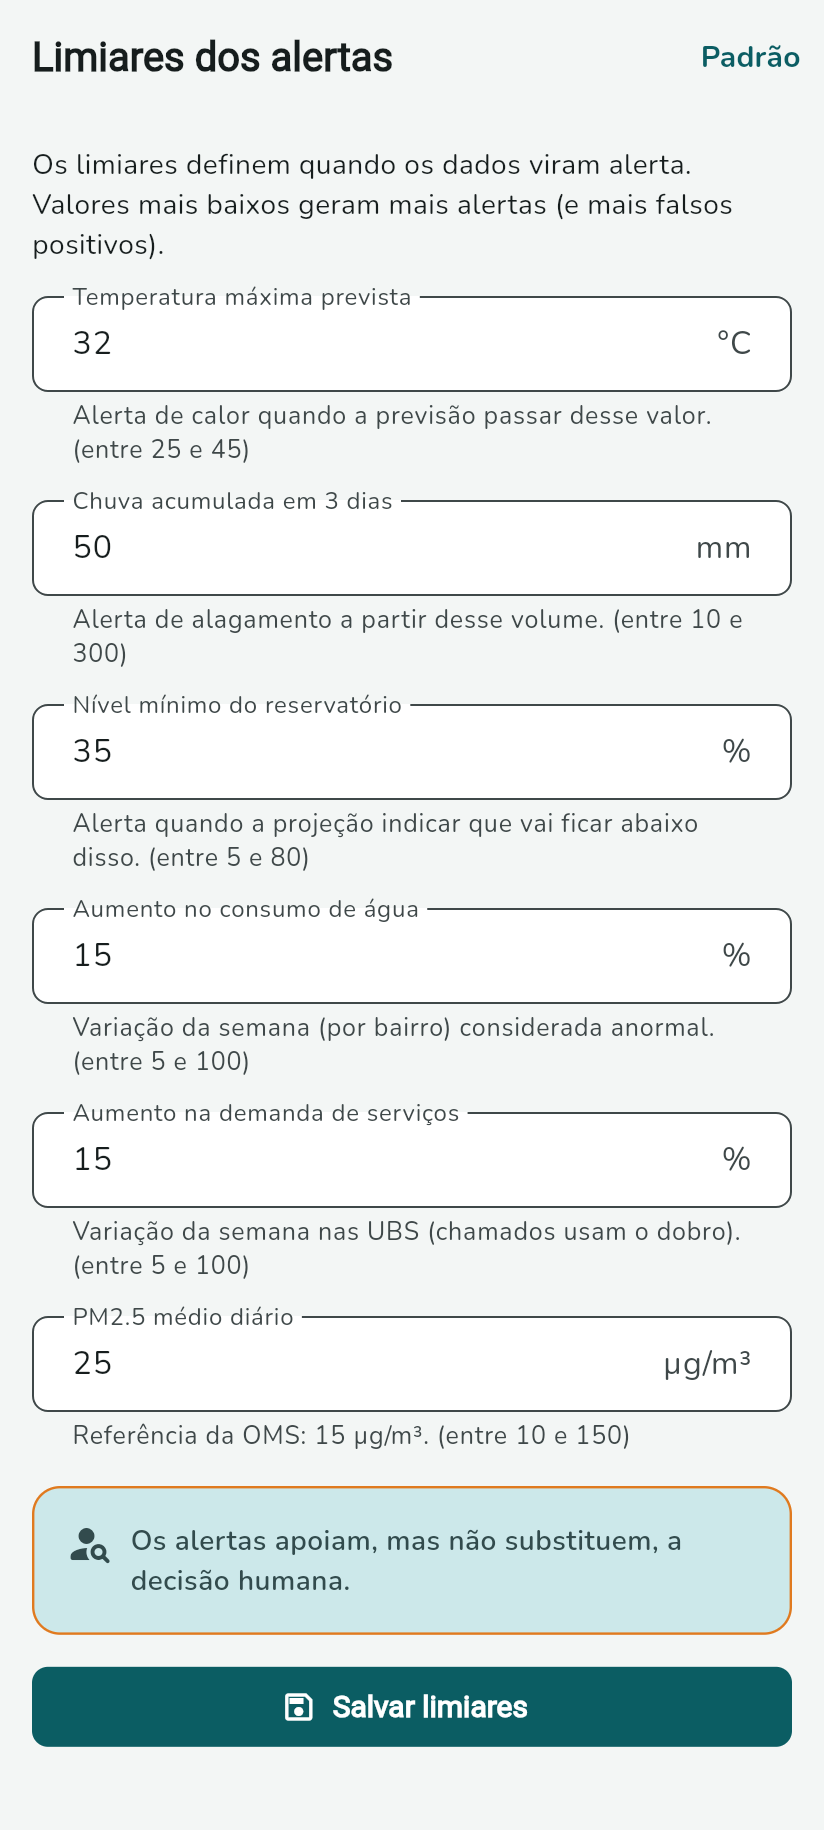 Limiares dos alertas
Padrão
Os limiares definem quando os dados viram alerta.
Valores mais baixos geram mais alertas (e mais falsos
positivos).
Temperatura máxima prevista
32 °C
Alerta de calor quando a previsão passar desse valor.
(entre 25 e 45)
Chuva acumulada em 3 dias
50 mm
Alerta de alagamento a partir desse volume. (entre 10 e
300)
Nível mínimo do reservatório
35 %
Alerta quando a projeção indicar que vai ficar abaixo
disso. (entre 5 e 80)
Aumento no consumo de água
15 %
Variação da semana (por bairro) considerada anormal.
(entre 5 e 100)
Aumento na demanda de serviços
15 %
Variação da semana nas UBS (chamados usam o dobro).
(entre 5 e 100)
PM2.5 médio diário
25 µg/m³
Referência da OMS: 15 µg/m³. (entre 10 e 150)
Os alertas apoiam, mas não substituem, a
decisão humana.
Salvar limiares